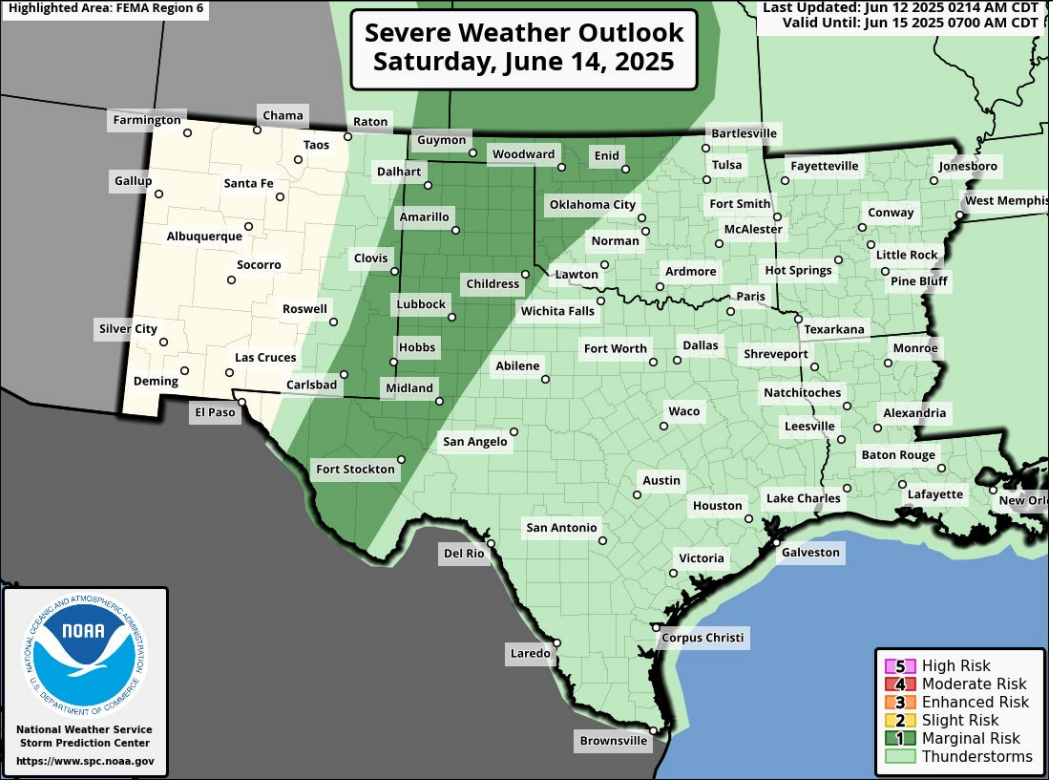 Highlighted Area: FEMA Region 6
Severe Weather Outlook
Saturday, June 14, 2025
Last Updated: Jun 12 2025 0214 AM CDT
Valid Until: Jun 15 2025 0700 AM CDT
Farmington
Chama
Raton
Taos
Guymon
Woodward
Enid
Bartlesville
Tulsa
Fayetteville
Jonesboro
Gallup
Santa Fe
Dalhart
Amarillo
Oklahoma City
Fort Smith
Conway
West Memphis
Albuquerque
Norman
McAlester
Socorro
Clovis
Childress
Lawton
Ardmore
Hot Springs
Little Rock
Pine Bluff
Roswell
Lubbock
Wichita Falls
Paris
Silver City
Las Cruces
Hobbs
Fort Worth
Dallas
Texarkana
Shreveport
Monroe
Deming
Carlsbad
Midland
Abilene
Natchitoches
El Paso
Waco
Leesville
Alexandria
San Angelo
Fort Stockton
Baton Rouge
Austin
Houston
Lake Charles
Lafayette
New Orl
San Antonio
Del Rio
Victoria
Galveston
Laredo
Corpus Christi
Brownsville
NATIONAL OCEANIC AND ATMOSPHERIC ADMINISTRATION
NOAA
U.S. DEPARTMENT OF COMMERCE
National Weather Service
Storm Prediction Center
https://www.spc.noaa.gov
5 High Risk
4 Moderate Risk
3 Enhanced Risk
2 Slight Risk
1 Marginal Risk
Thunderstorms